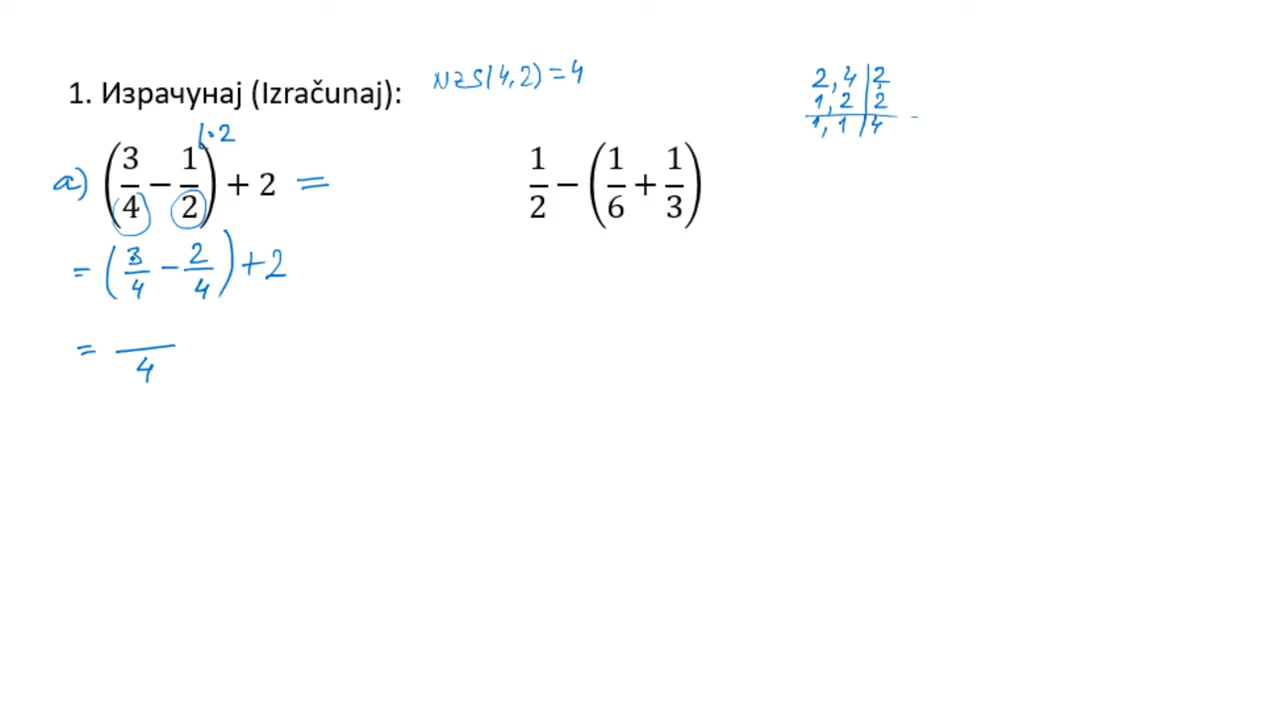 1. Израчунај (Izračunaj):
NZS(4,2)=4
2,4|2
1,2|2
1,1|4
|·2
a) (3/4 − 1/2) + 2 =
= (3/4 − 2/4) + 2
= /4
1/2 − (1/6 + 1/3)